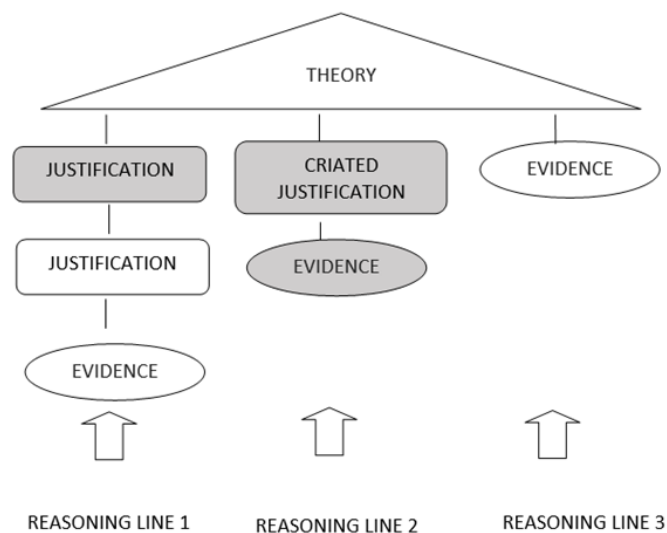 THEORY
JUSTIFICATION
CRIATED
JUSTIFICATION
EVIDENCE
JUSTIFICATION
EVIDENCE
EVIDENCE
REASONING LINE 1
REASONING LINE 2
REASONING LINE 3